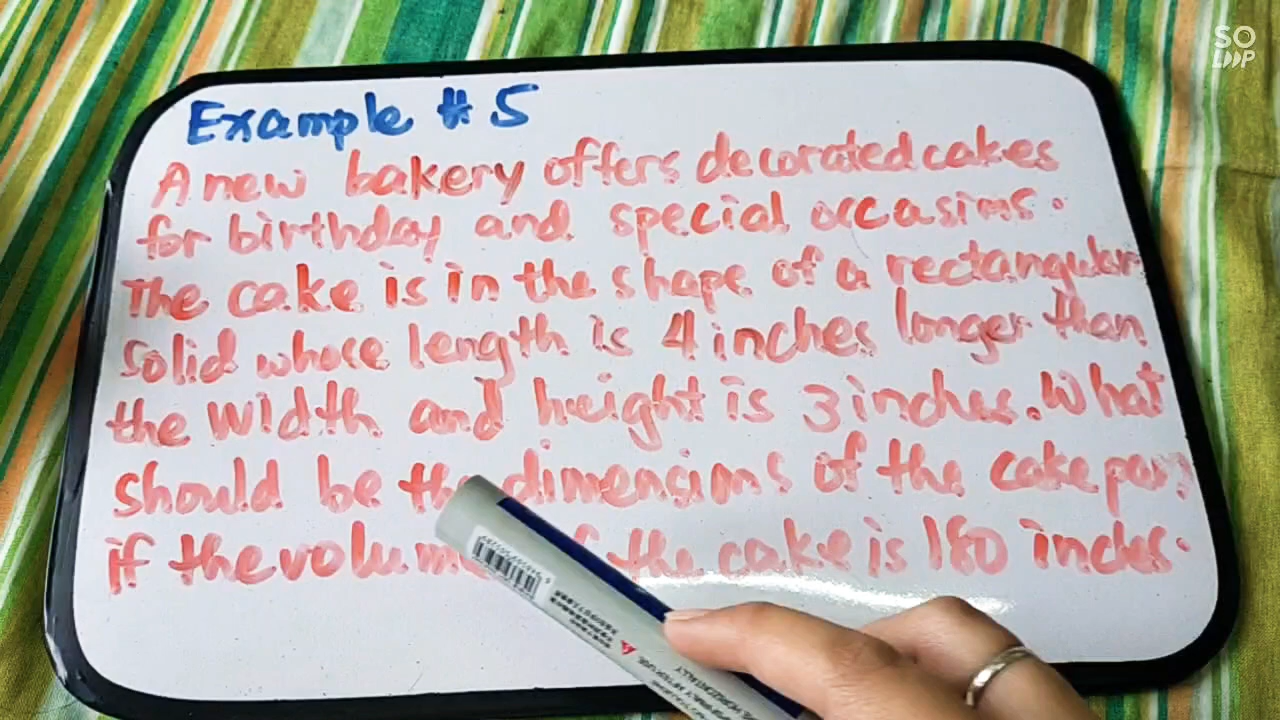 Example # 5
A new bakery offers decorated cakes
for birthday and special occasions.
The cake is in the shape of a rectangular
solid whose length is 4 inches longer than
the width and height is 3 inches. What
should be the dimensions of the cake pan,
if the volume the cake is 180 inches.
SO
LOOP